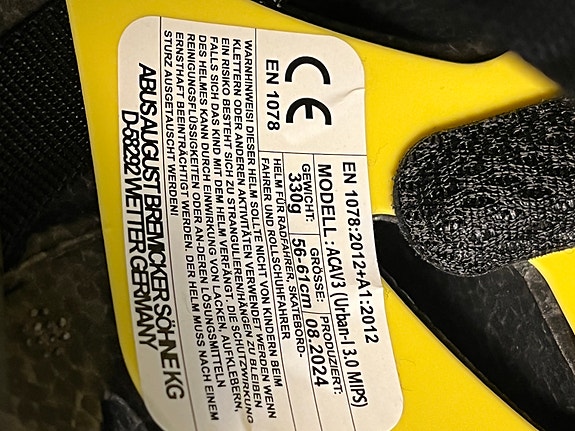 CE
EN 1078
EN 1078:2012+A1:2012
MODELL : ACAV3 (Urban-I 3.0 MIPS)
GEWICHT: GRÖSSE: PRODUZIERT:
330g 56-61cm 08.2024
HELM FÜR RADFAHRER, SKATEBORD-
FAHRER UND ROLLSCHUHFAHRER
WARNHINWEIS! DIESER HELM SOLLTE NICHT VON KINDERN BEIM
KLETTERN ODER ANDEREN AKTIVITÄTEN VERWENDET WERDEN WENN
EIN RISIKO BESTEHT SICH ZU STRANGULIEREN/HÄNGEN ZU BLEIBEN
FALLS SICH DAS KIND MIT DEM HELM VERFÄNGT. DIE SCHUTZWIRKUNG
DES HELMES KANN DURCH EINWIRKUNG VON LACKEN, AUFKLEBERN,
REINIGUNGSFLÜSSIGKEITEN ODER AN-DEREN LÖSUNGSMITTELN
ERNSTHAFT BEEINTRÄCHTIGT WERDEN. DER HELM MUSS NACH EINEM
STURZ AUSGETAUSCHT WERDEN!
ABUS AUGUST BREMICKER SÖHNE KG
D-58292 WETTER GERMANY